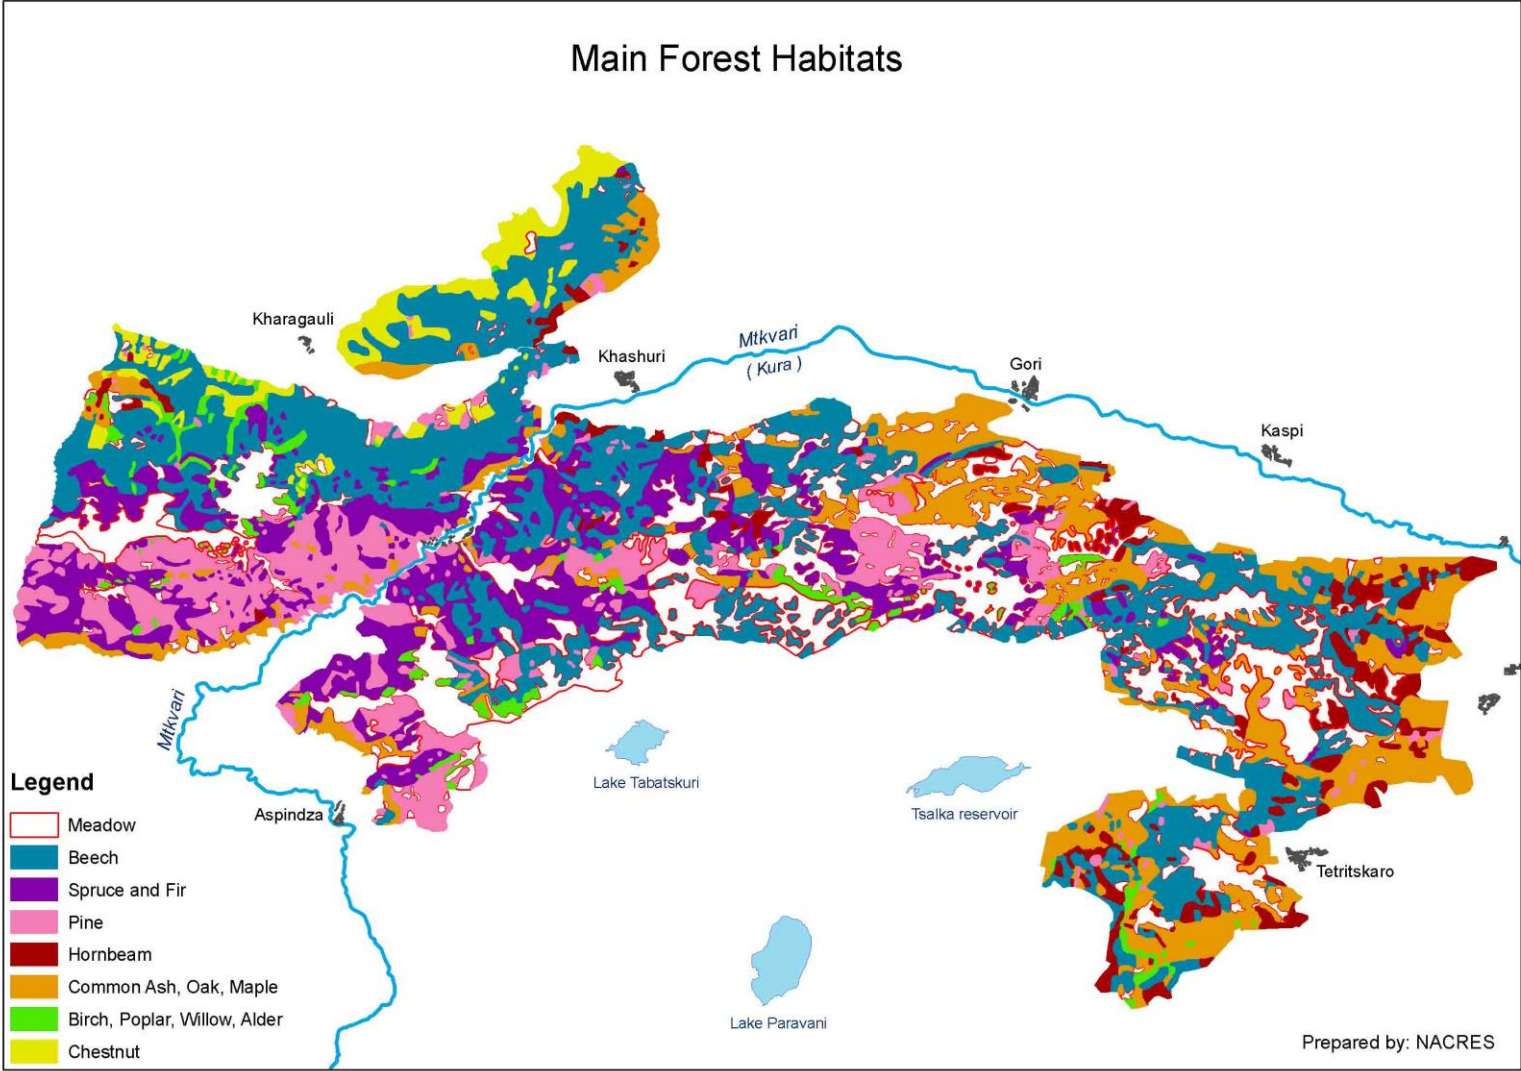 Main Forest Habitats
Kharagauli
Khashuri
Mtkvari
( Kura )
Gori
Kaspi
Mtkvari
Aspindza
Lake Tabatskuri
Tsalka reservoir
Tetritskaro
Lake Paravani
Legend
Meadow
Beech
Spruce and Fir
Pine
Hornbeam
Common Ash, Oak, Maple
Birch, Poplar, Willow, Alder
Chestnut
Prepared by: NACRES